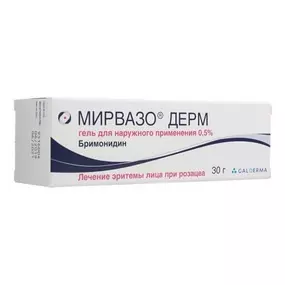 МИРВАЗО® ДЕРМ
гель для наружного применения 0,5%
Бримонидин
Лечение эритемы лица при розацеа
30 г
GALDERMA